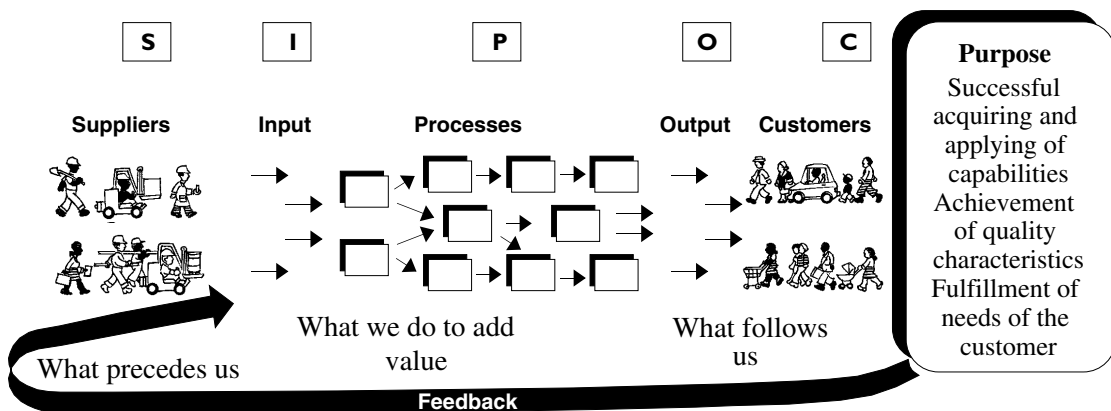 S
I
P
O
C
Suppliers
Input
Processes
Output
Customers
Purpose
Successful
acquiring and
applying of
capabilities
Achievement
of quality
characteristics
Fulfillment of
needs of the
customer
What precedes us
What we do to add
value
What follows
us
Feedback